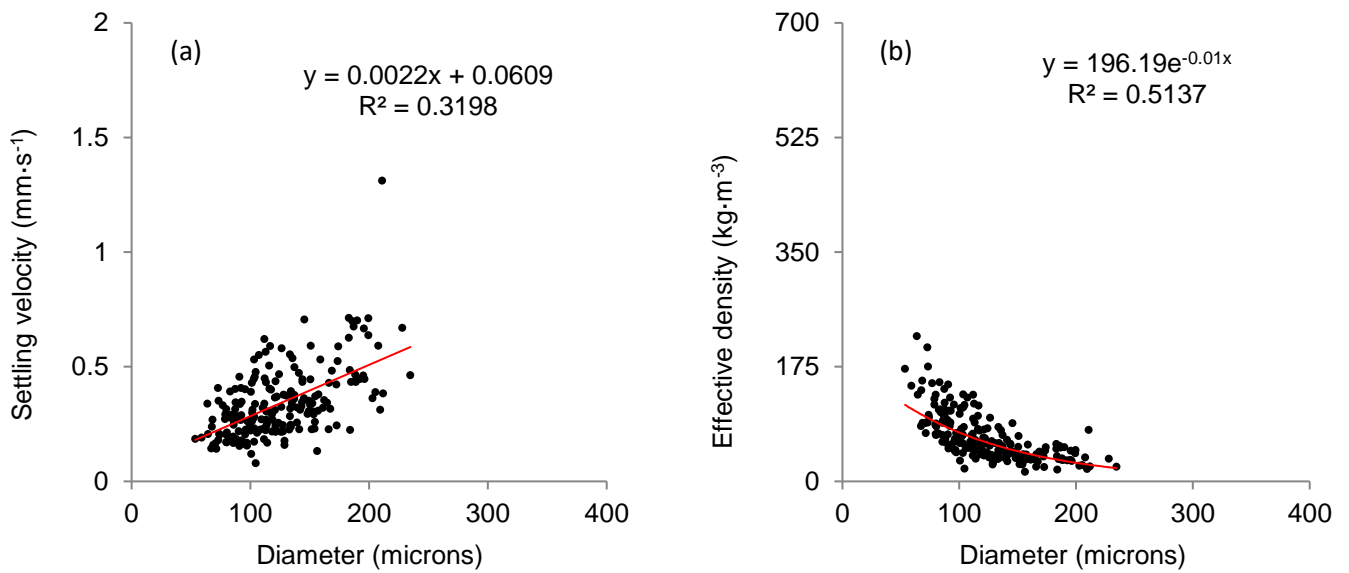 (a)
y = 0.0022x + 0.0609
R² = 0.3198
Settling velocity (mm·s⁻¹)
2
1.5
1
0.5
0
0 100 200 300 400
Diameter (microns)
(b)
y = 196.19e⁻⁰·⁰¹ˣ
R² = 0.5137
Effective density (kg·m⁻³)
700
525
350
175
0
0 100 200 300 400
Diameter (microns)